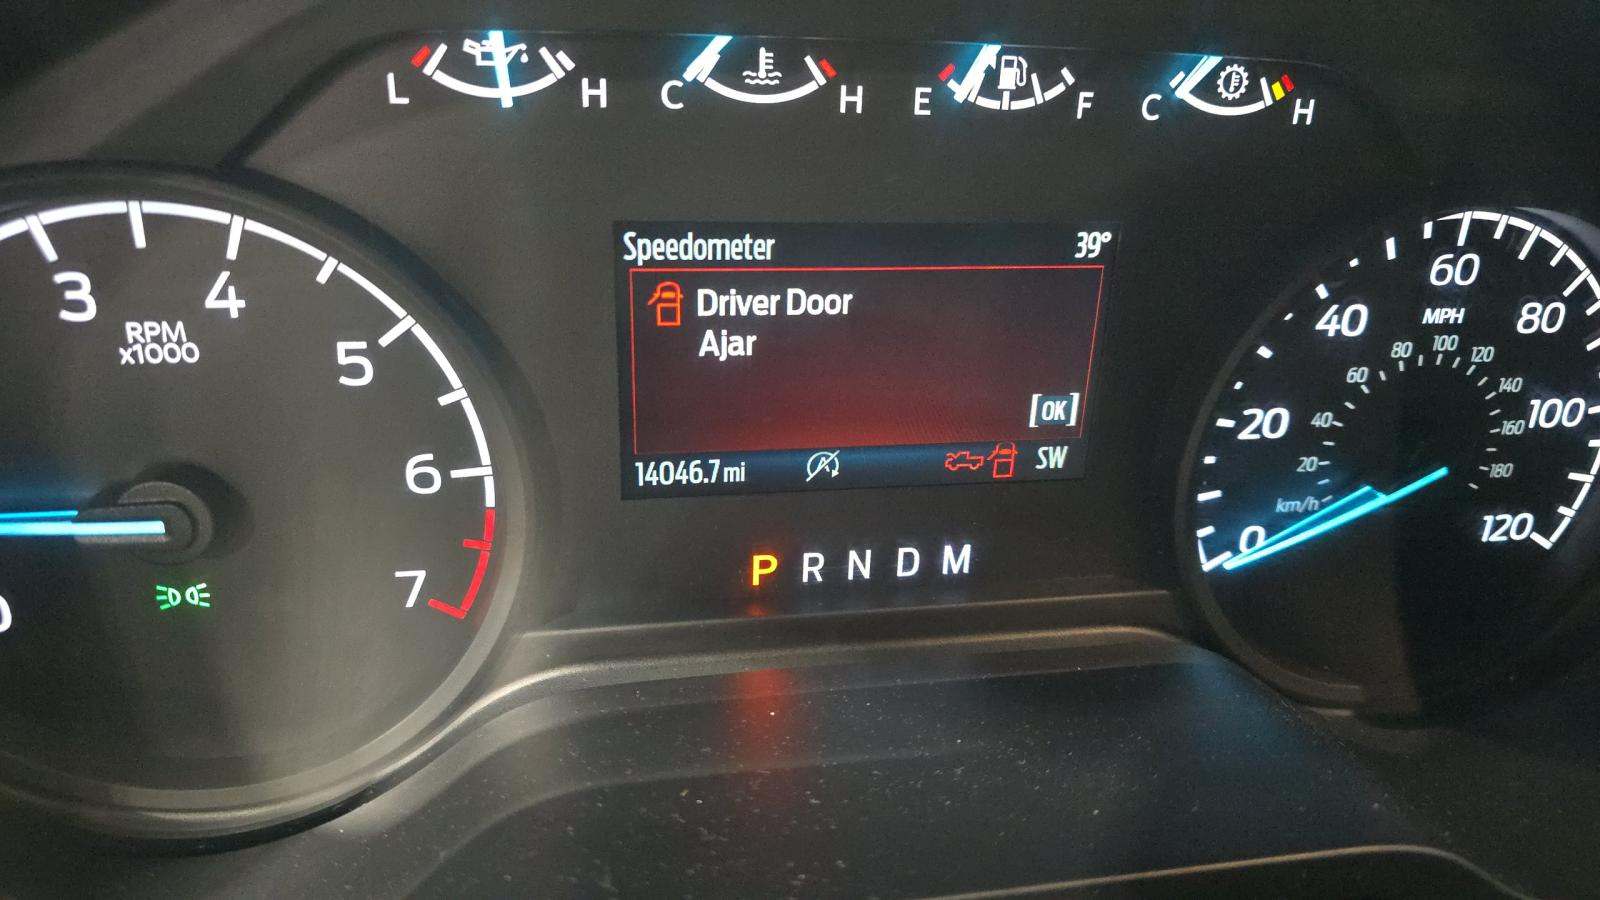 L H C H E F C H
Speedometer 39°
Driver Door
Ajar
[OK]
14046.7 mi SW
P R N D M
3 4 5 6 7
RPM
x1000
0
0 20 40 60 80 100 120
MPH
20 40 60 80 100 120 140 160 180
km/h